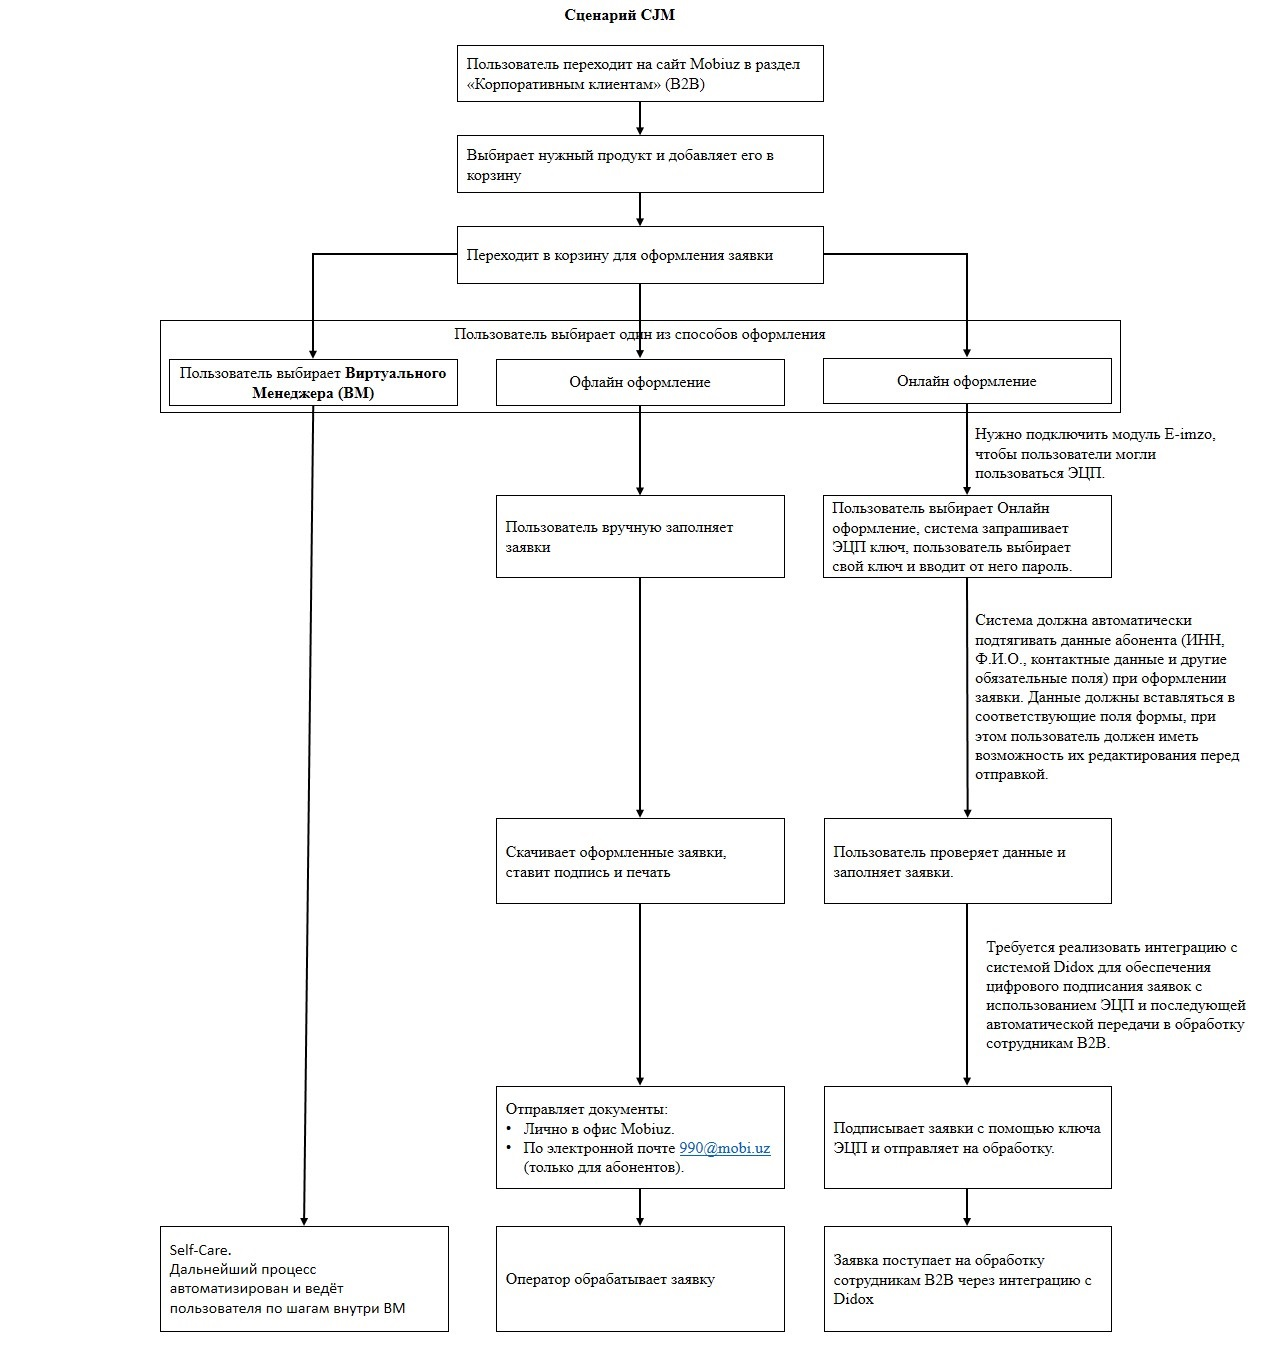 Сценарий CJM
Пользователь переходит на сайт Mobiuz в раздел
«Корпоративным клиентам» (B2B)
Выбирает нужный продукт и добавляет его в
корзину
Переходит в корзину для оформления заявки
Пользователь выбирает один из способов оформления
Пользователь выбирает Виртуального
Менеджера (ВМ)
Офлайн оформление
Онлайн оформление
Нужно подключить модуль E-imzo,
чтобы пользователи могли
пользоваться ЭЦП.
Пользователь вручную заполняет
заявки
Пользователь выбирает Онлайн
оформление, система запрашивает
ЭЦП ключ, пользователь выбирает
свой ключ и вводит от него пароль.
Система должна автоматически
подтягивать данные абонента (ИНН,
Ф.И.О., контактные данные и другие
обязательные поля) при оформлении
заявки. Данные должны вставляться в
соответствующие поля формы, при
этом пользователь должен иметь
возможность их редактирования перед
отправкой.
Скачивает оформленные заявки,
ставит подпись и печать
Пользователь проверяет данные и
заполняет заявки.
Требуется реализовать интеграцию с
системой Didox для обеспечения
цифрового подписания заявок с
использованием ЭЦП и последующей
автоматической передачи в обработку
сотрудникам B2B.
Отправляет документы:
• Лично в офис Mobiuz.
• По электронной почте 990@mobi.uz
(только для абонентов).
Подписывает заявки с помощью ключа
ЭЦП и отправляет на обработку.
Self-Care.
Дальнейший процесс
автоматизирован и ведёт
пользователя по шагам внутри ВМ
Оператор обрабатывает заявку
Заявка поступает на обработку
сотрудникам B2B через интеграцию с
Didox